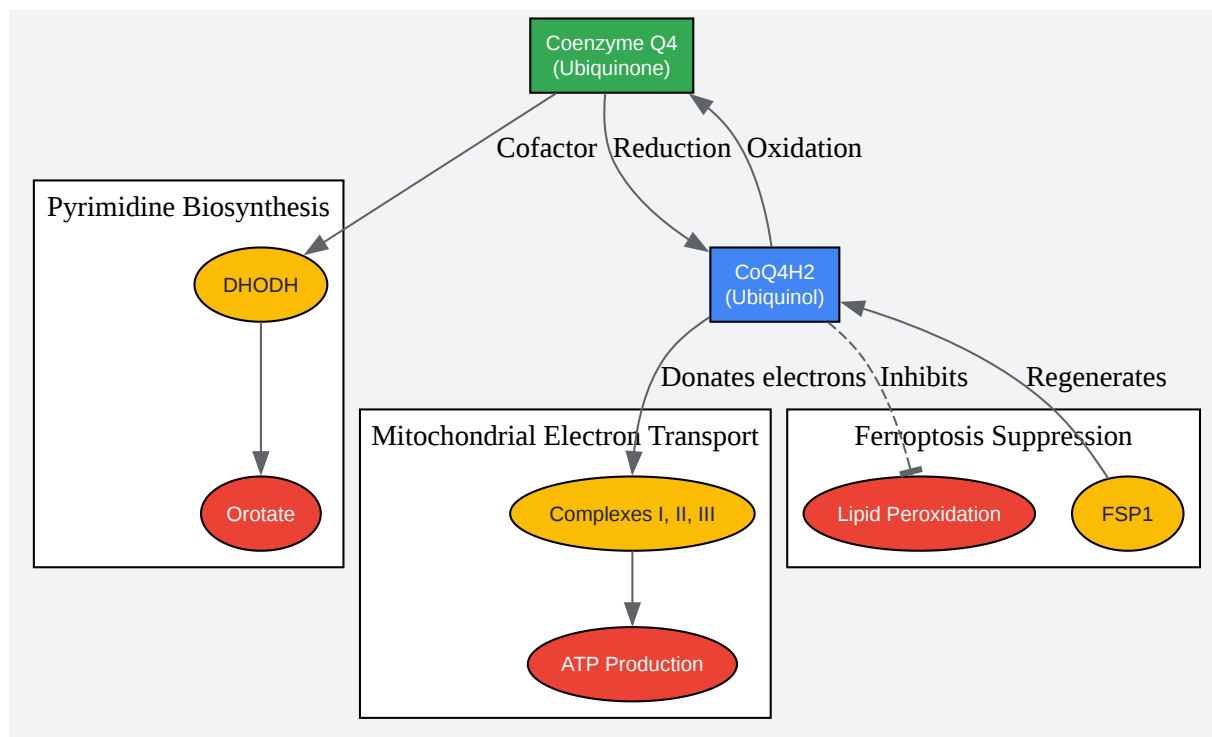 Coenzyme Q4
(Ubiquinone)
Cofactor
Reduction
Oxidation
Pyrimidine Biosynthesis
DHODH
CoQ4H2
(Ubiquinol)
Donates electrons
Inhibits
Regenerates
Mitochondrial Electron Transport
Ferroptosis Suppression
Orotate
Complexes I, II, III
Lipid Peroxidation
FSP1
ATP Production